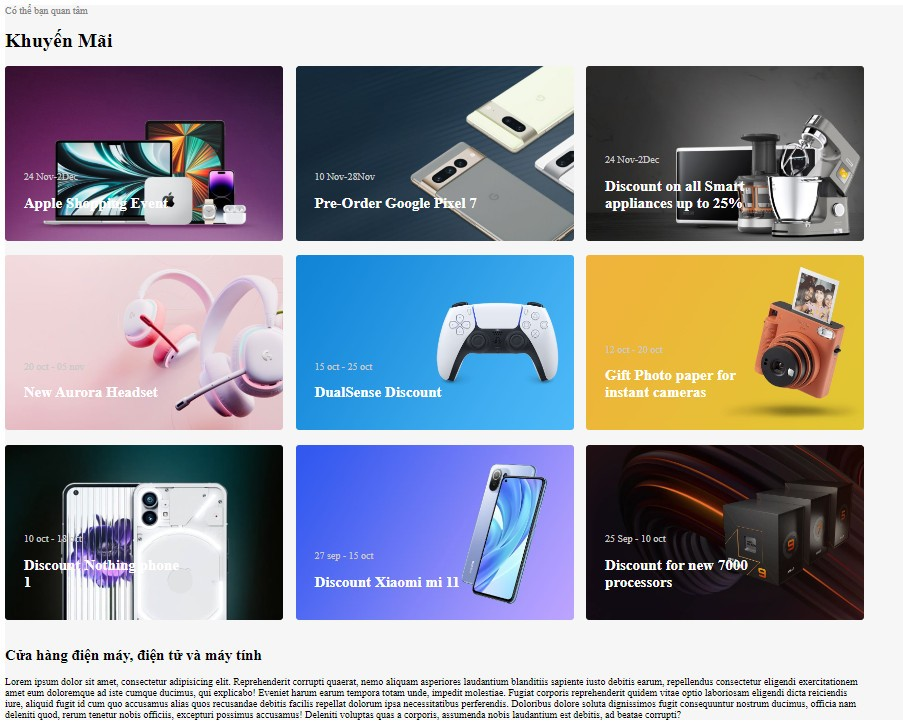 Có thể bạn quan tâm
Khuyến Mãi
24 Nov-2Dec
Apple Shopping Event
10 Nov-28Nov
Pre-Order Google Pixel 7
24 Nov-2Dec
Discount on all Smart
appliances up to 25%
20 oct - 05 nov
New Aurora Headset
15 oct - 25 oct
DualSense Discount
12 oct - 20 oct
Gift Photo paper for
instant cameras
10 oct - 18 oct
Discount Nothing phone
1
27 sep - 15 oct
Discount Xiaomi mi 11
25 Sep - 10 oct
Discount for new 7000
processors
Cửa hàng điện máy, điện tử và máy tính
Lorem ipsum dolor sit amet, consectetur adipisicing elit. Reprehenderit corrupti quaerat, nemo aliquam asperiores laudantium blanditiis sapiente iusto debitis earum, repellendus consectetur eligendi exercitationem
amet eum doloremque ad iste cumque ducimus, qui explicabo! Eveniet harum earum tempora totam unde, impedit molestiae. Fugiat corporis reprehenderit quidem vitae optio laboriosam eligendi dicta reiciendis
iure, aliquid fugit id cum quo accusamus alias quos recusandae debitis facilis repellat dolorum ipsa necessitatibus perferendis. Doloribus dolore soluta dignissimos fugit consequuntur nostrum ducimus, officia nam
deleniti quod, rerum tenetur nobis officiis, excepturi possimus accusamus! Deleniti voluptas quas a corporis, assumenda nobis laudantium est debitis, ad beatae corrupti?